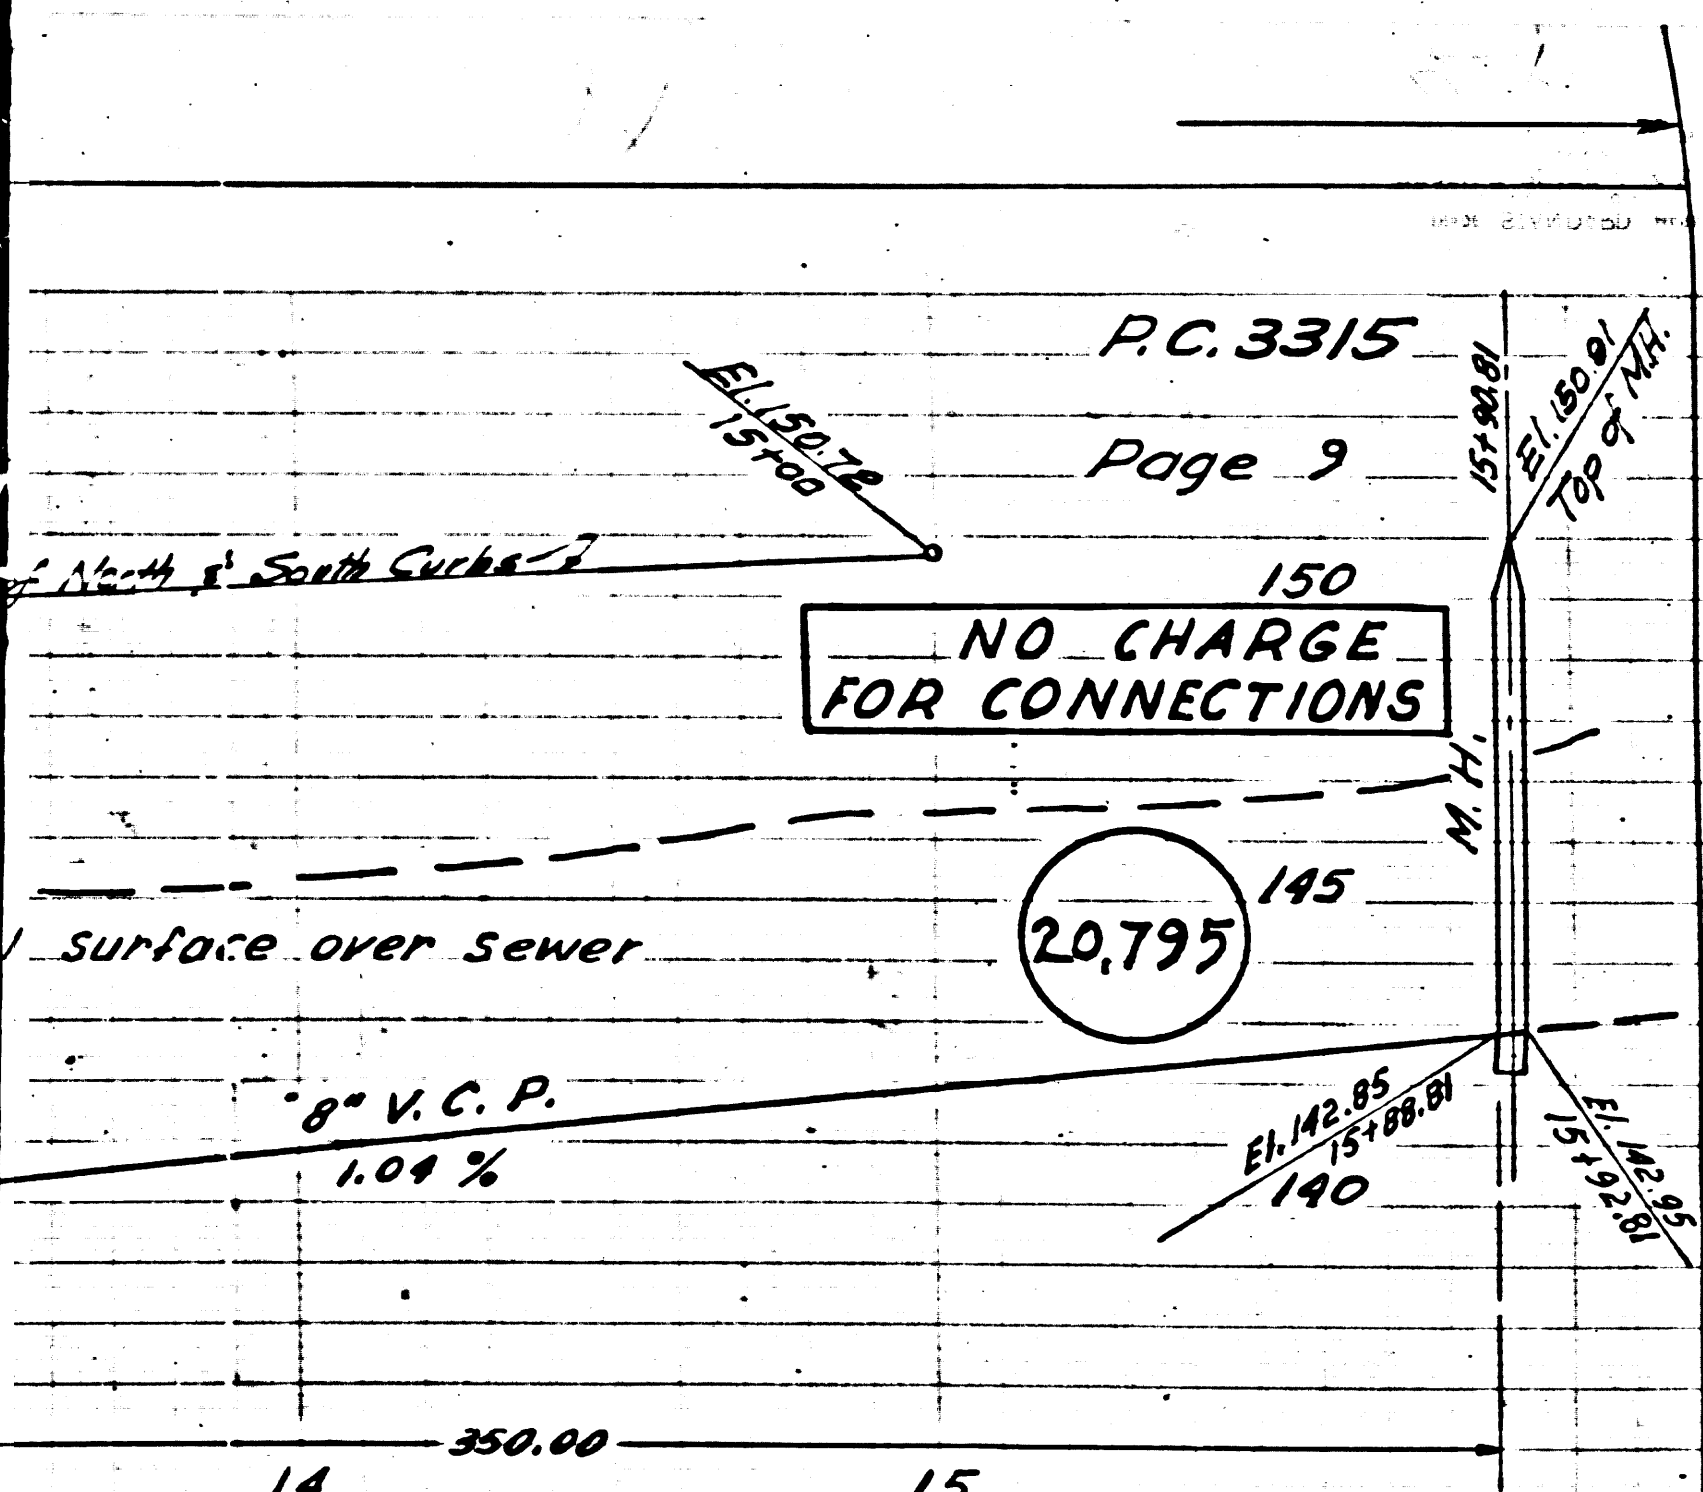 P.C. 3315
Page 9
El. 150.72
15+00
15+90.81
El. 150.81
Top of M.H.
of North & South Curbs
150
NO CHARGE
FOR CONNECTIONS
M. H.
145
20,795
surface over sewer
8" V. C. P.
1.04 %
El. 142.85
15+88.81
140
El. 142.95
15+92.81
350.00
14
15